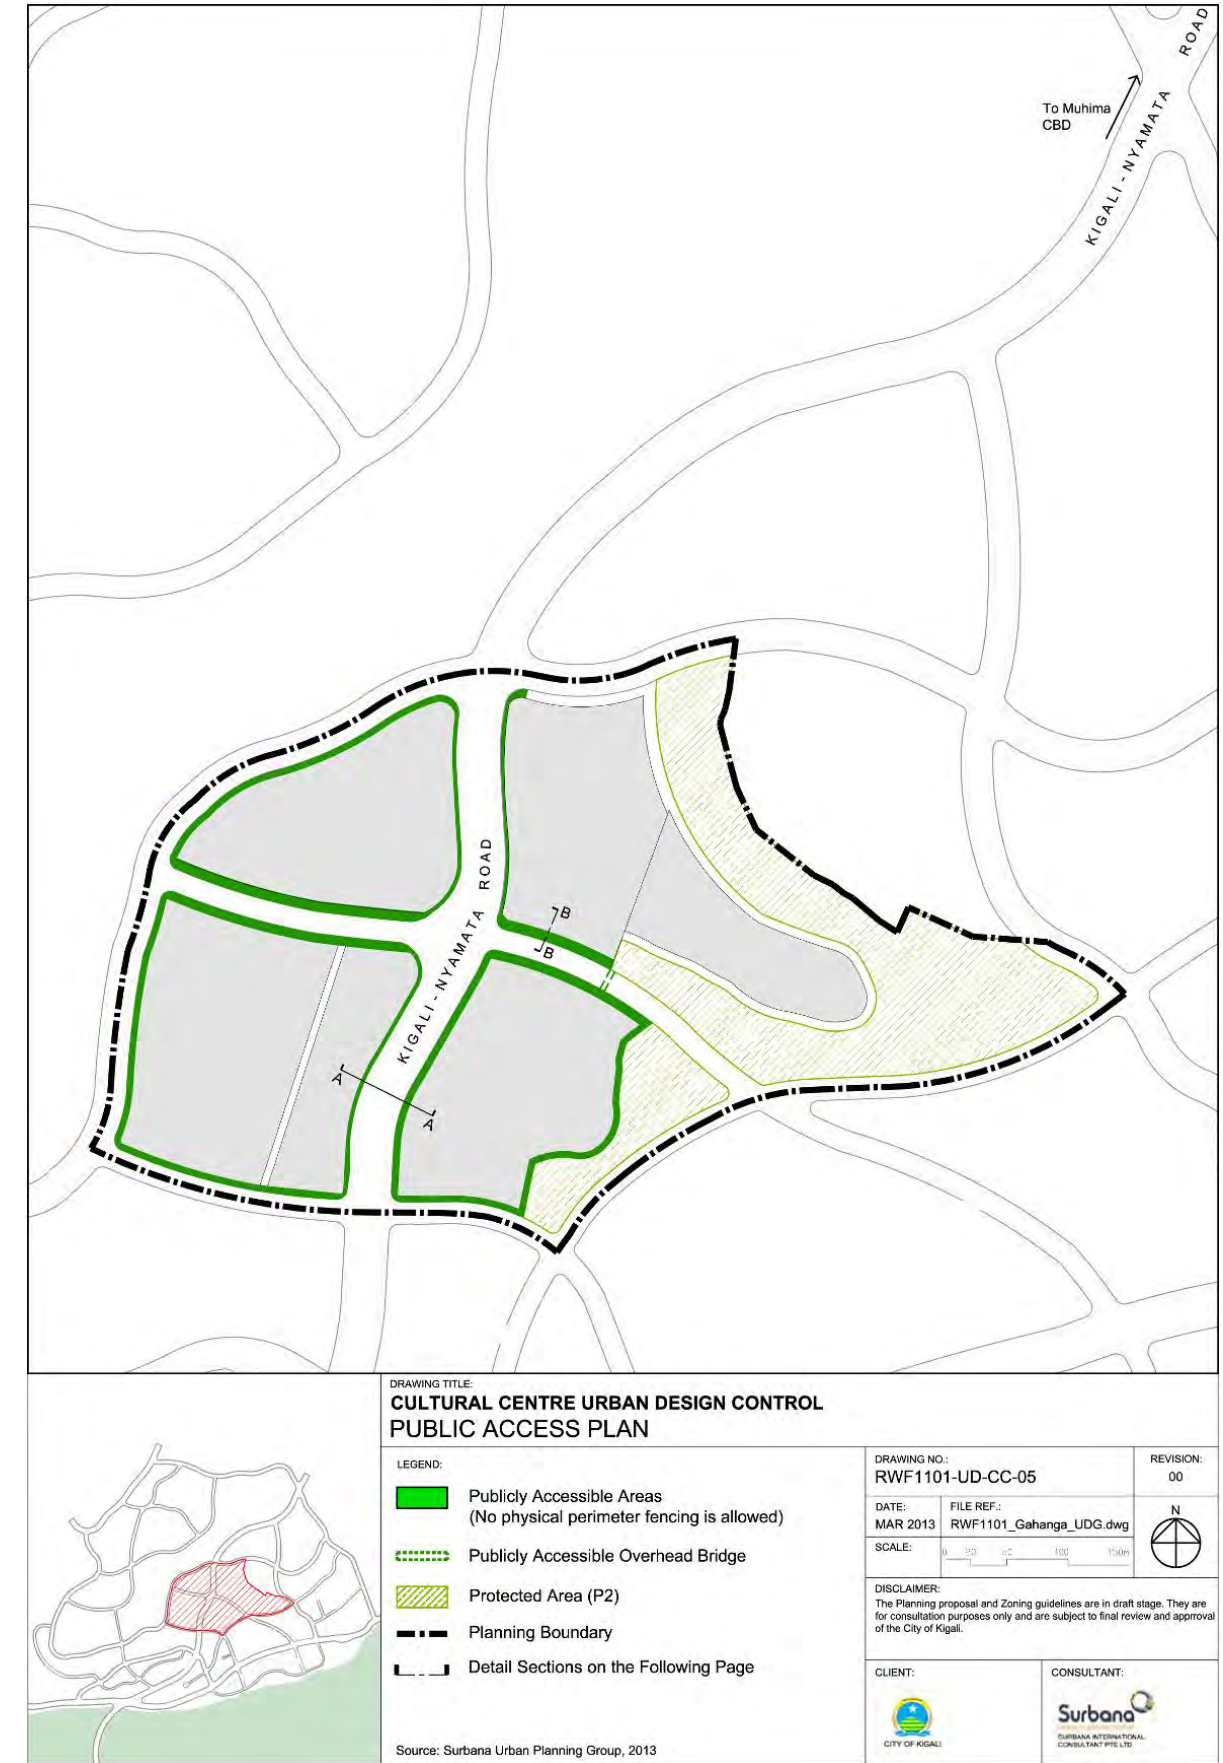 ROAD
To Muhima
CBD
KIGALI - NYAMATA
KIGALI - NYAMATA ROAD
B
B
A
A
DRAWING TITLE:
CULTURAL CENTRE URBAN DESIGN CONTROL
PUBLIC ACCESS PLAN
LEGEND:
Publicly Accessible Areas
(No physical perimeter fencing is allowed)
Publicly Accessible Overhead Bridge
Protected Area (P2)
Planning Boundary
Detail Sections on the Following Page
Source: Surbana Urban Planning Group, 2013
DRAWING NO.:
RWF1101-UD-CC-05
REVISION:
00
DATE:
MAR 2013
FILE REF.:
RWF1101_Gahanga_UDG.dwg
N
SCALE:
0 50 100 150m
DISCLAIMER:
The Planning proposal and Zoning guidelines are in draft stage. They are
for consultation purposes only and are subject to final review and approval
of the City of Kigali.
CLIENT:
CITY OF KIGALI
CONSULTANT:
Surbana
SURBANA INTERNATIONAL
CONSULTANT PTE LTD